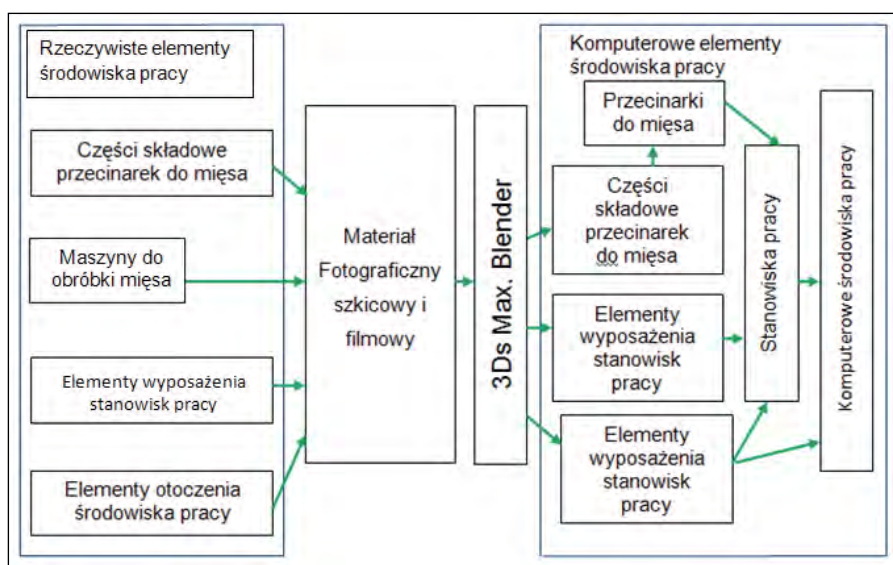 Rzeczywiste elementy
środowiska pracy
Części składowe
przecinarek do mięsa
Maszyny do
obróbki mięsa
Elementy wyposażenia
stanowisk pracy
Elementy otoczenia
środowiska pracy
Materiał
Fotograficzny
szkicowy i
filmowy
3Ds Max. Blender
Komputerowe elementy
środowiska pracy
Przecinarki
do mięsa
Części
składowe
przecinarek
do mięsa
Elementy
wyposażenia
stanowisk
pracy
Elementy
wyposażenia
stanowisk
pracy
Stanowiska pracy
Komputerowe środowiska pracy